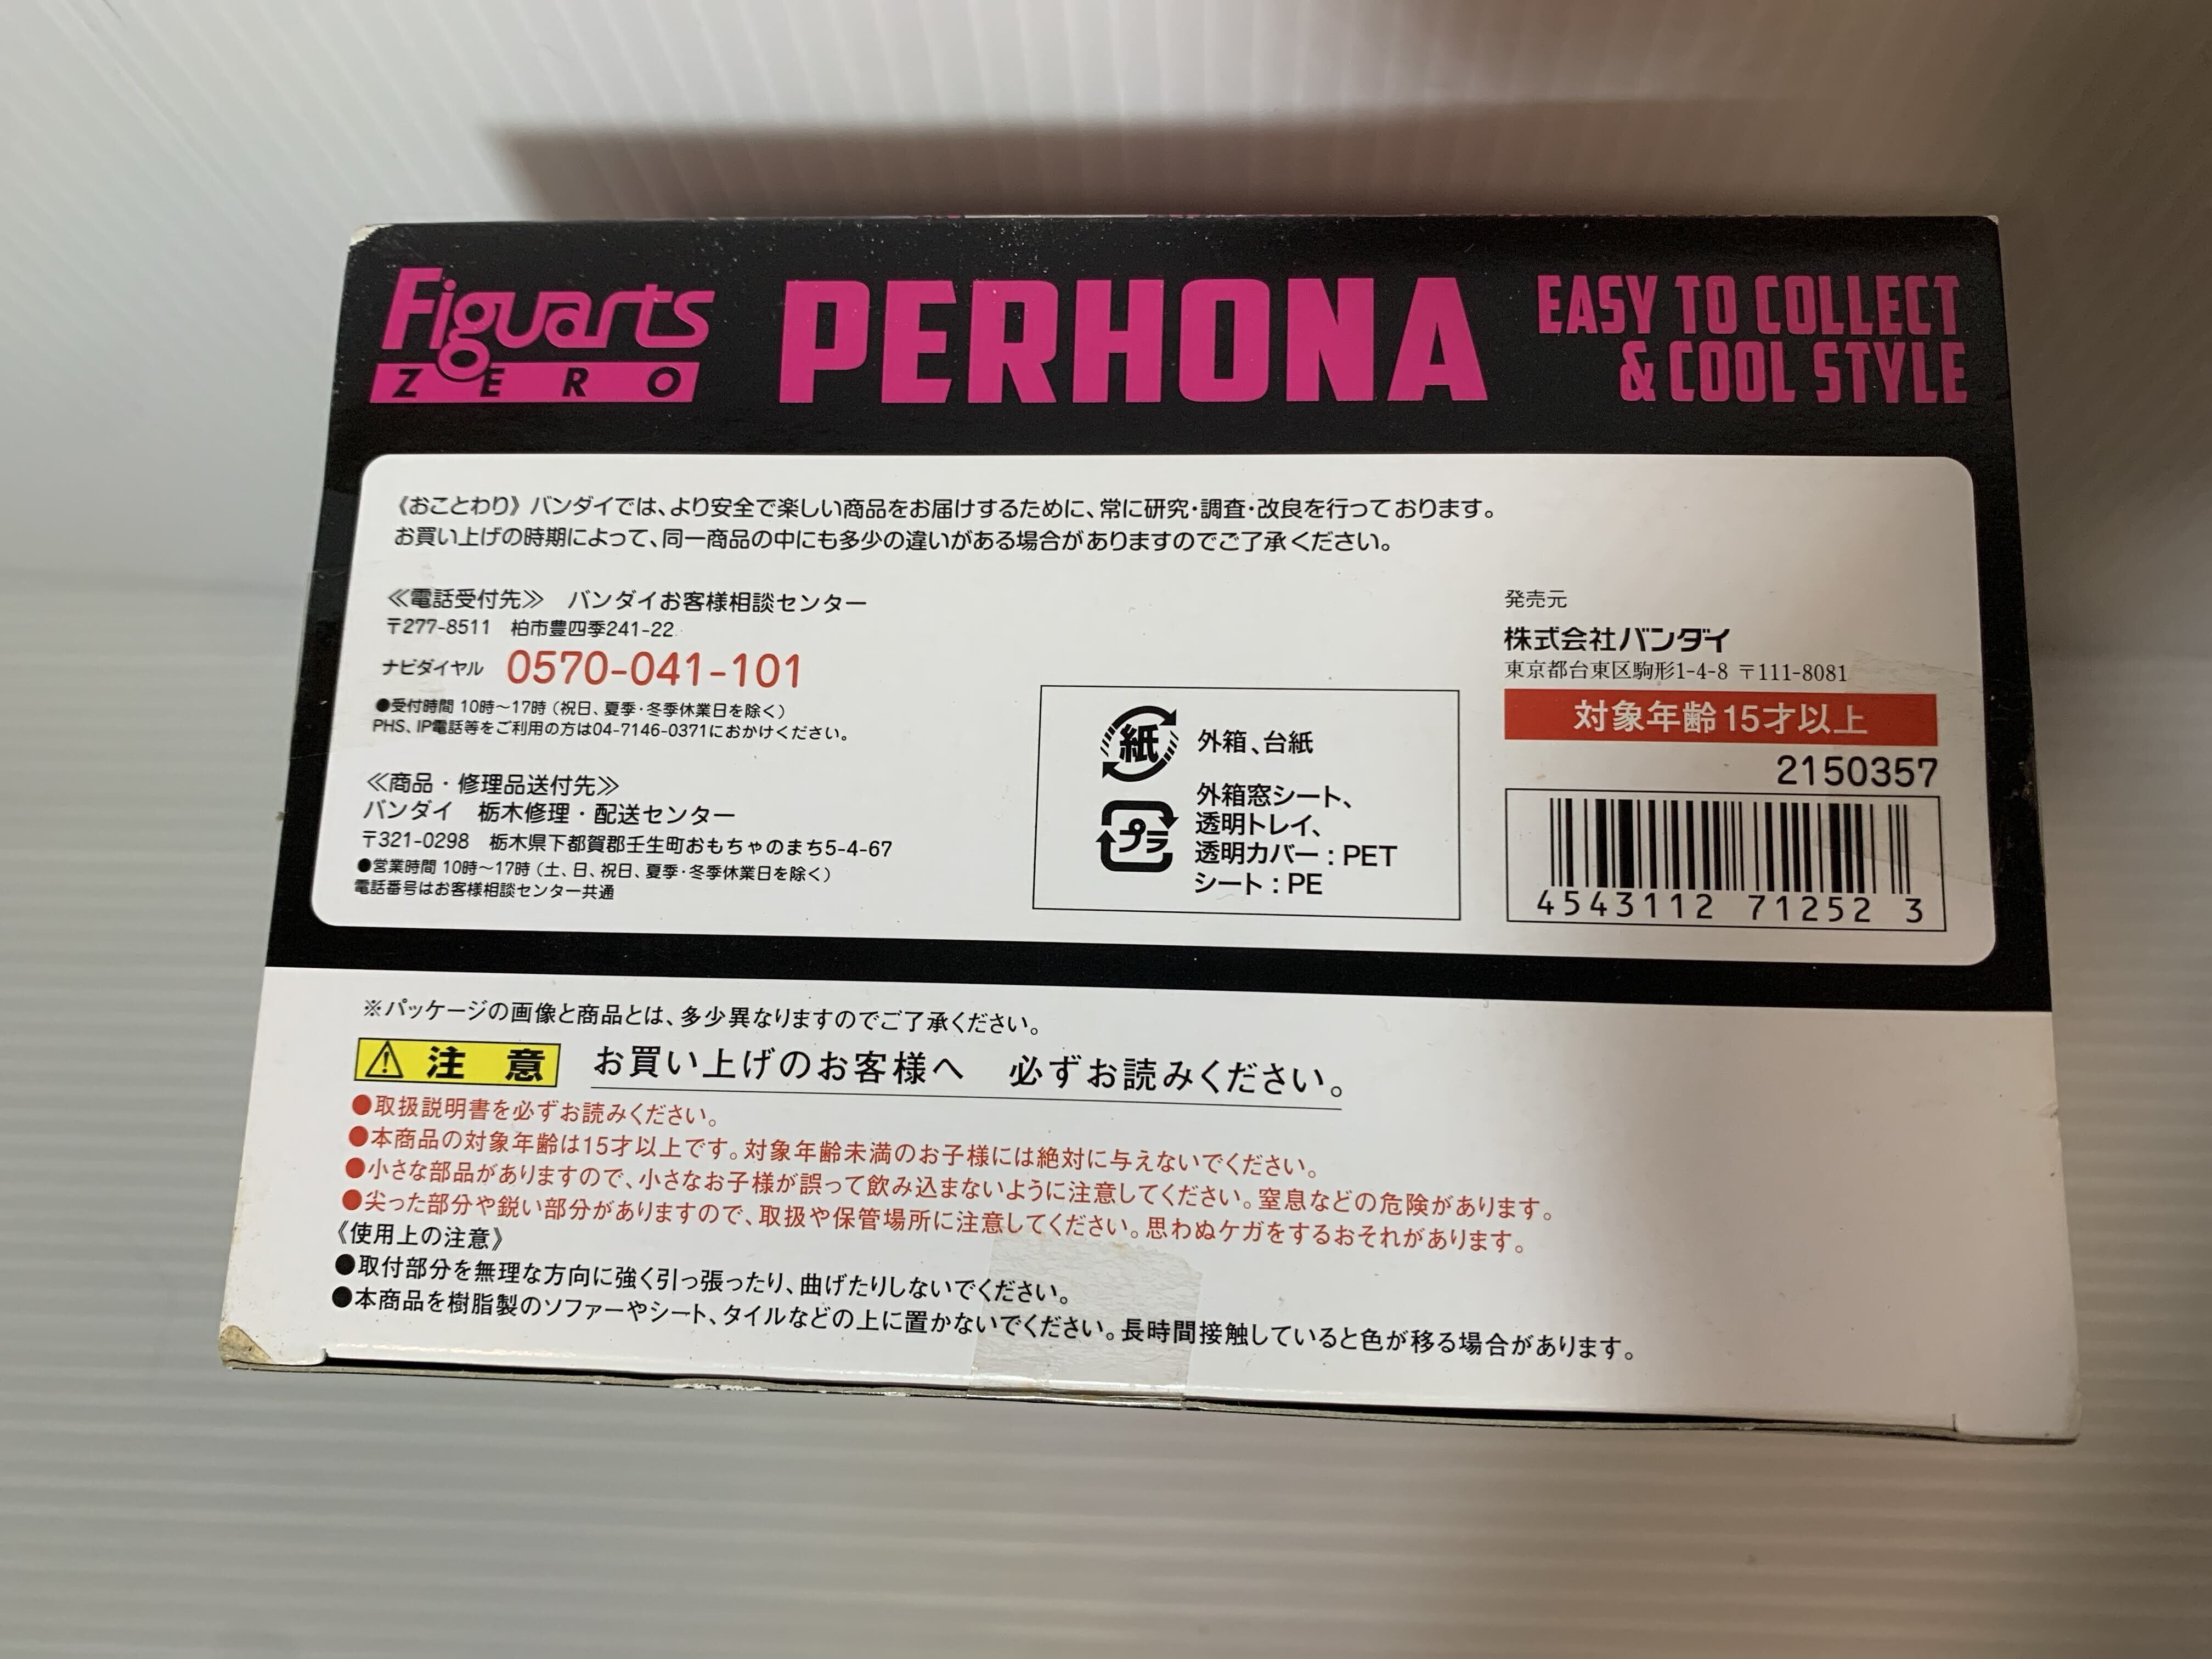 Figuarts
ZERO
PERHONA
EASY TO COLLECT
& COOL STYLE
《おことわり》バンダイでは、より安全で楽しい商品をお届けするために、常に研究・調査・改良を行っております。
お買い上げの時期によって、同一商品の中にも多少の違いがある場合がありますのでご了承ください。
≪電話受付先≫ バンダイお客様相談センター
〒277-8511 柏市豊四季241-22
ナビダイヤル 0570-041-101
●受付時間 10時〜17時（祝日、夏季・冬季休業日を除く）
PHS、IP電話等をご利用の方は04-7146-0371におかけください。
≪商品・修理品送付先≫
バンダイ 栃木修理・配送センター
〒321-0298 栃木県下都賀郡壬生町おもちゃのまち5-4-67
●営業時間 10時〜17時（土、日、祝日、夏季・冬季休業日を除く）
電話番号はお客様相談センター共通
紙 外箱、台紙
プラ 外箱窓シート、
透明トレイ、
透明カバー：PET
シート：PE
発売元
株式会社バンダイ
東京都台東区駒形1-4-8 〒111-8081
対象年齢15才以上
2150357
4543112 71252 3
※パッケージの画像と商品とは、多少異なりますのでご了承ください。
注 意 お買い上げのお客様へ 必ずお読みください。
●取扱説明書を必ずお読みください。
●本商品の対象年齢は15才以上です。対象年齢未満のお子様には絶対に与えないでください。
●小さな部品がありますので、小さなお子様が誤って飲み込まないように注意してください。窒息などの危険があります。
●尖った部分や鋭い部分がありますので、取扱や保管場所に注意してください。思わぬケガをするおそれがあります。
《使用上の注意》
●取付部分を無理な方向に強く引っ張ったり、曲げたりしないでください。
●本商品を樹脂製のソファーやシート、タイルなどの上に置かないでください。長時間接触していると色が移る場合があります。